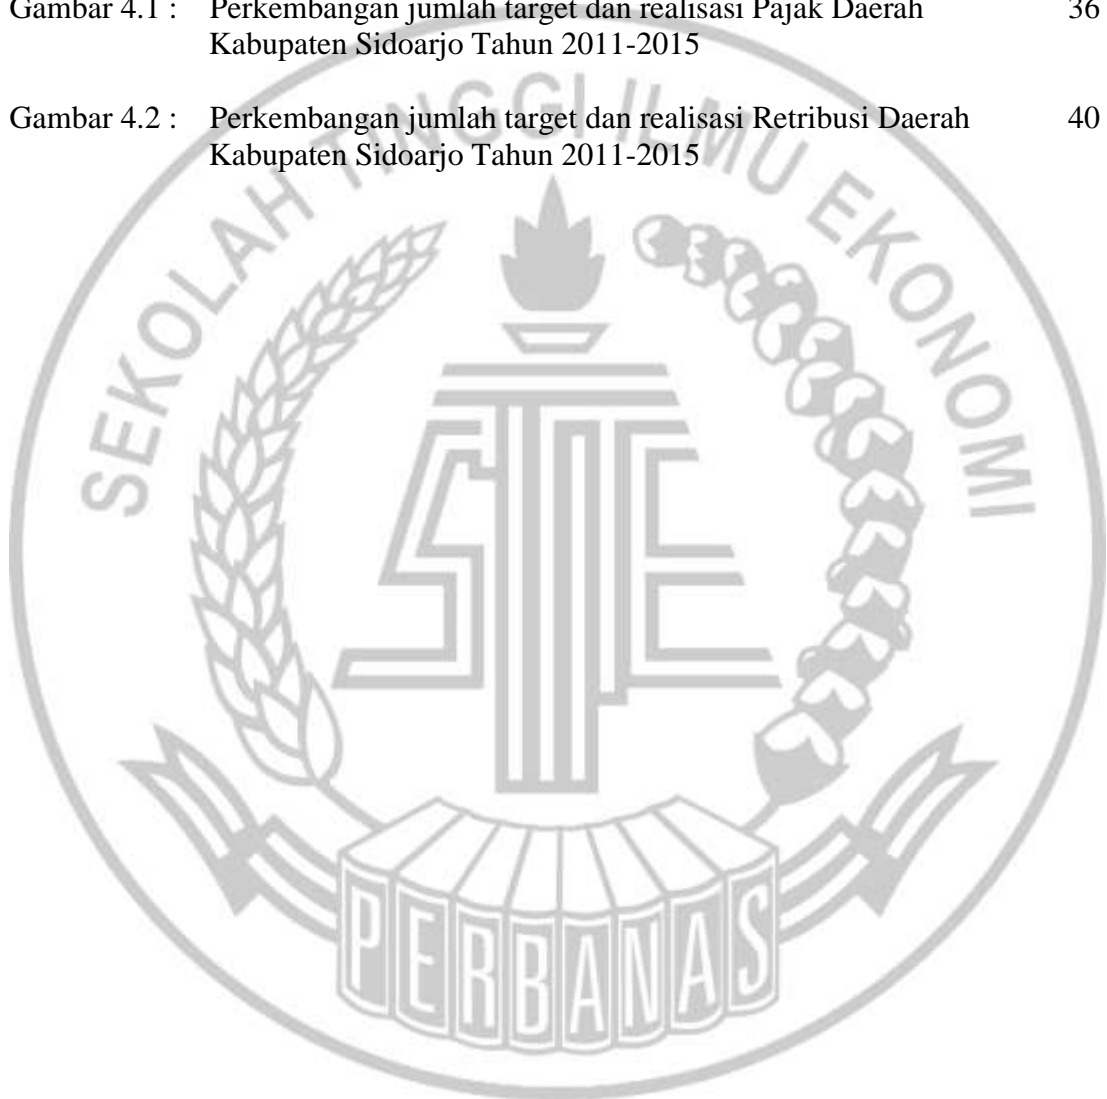 Gambar 4.1 : Perkembangan jumlah target dan realisasi Pajak Daerah 36
Kabupaten Sidoarjo Tahun 2011-2015
Gambar 4.2 : Perkembangan jumlah target dan realisasi Retribusi Daerah 40
Kabupaten Sidoarjo Tahun 2011-2015
SEKOLAH TINGGI ILMU EKONOMI
STIE
PERBANAS